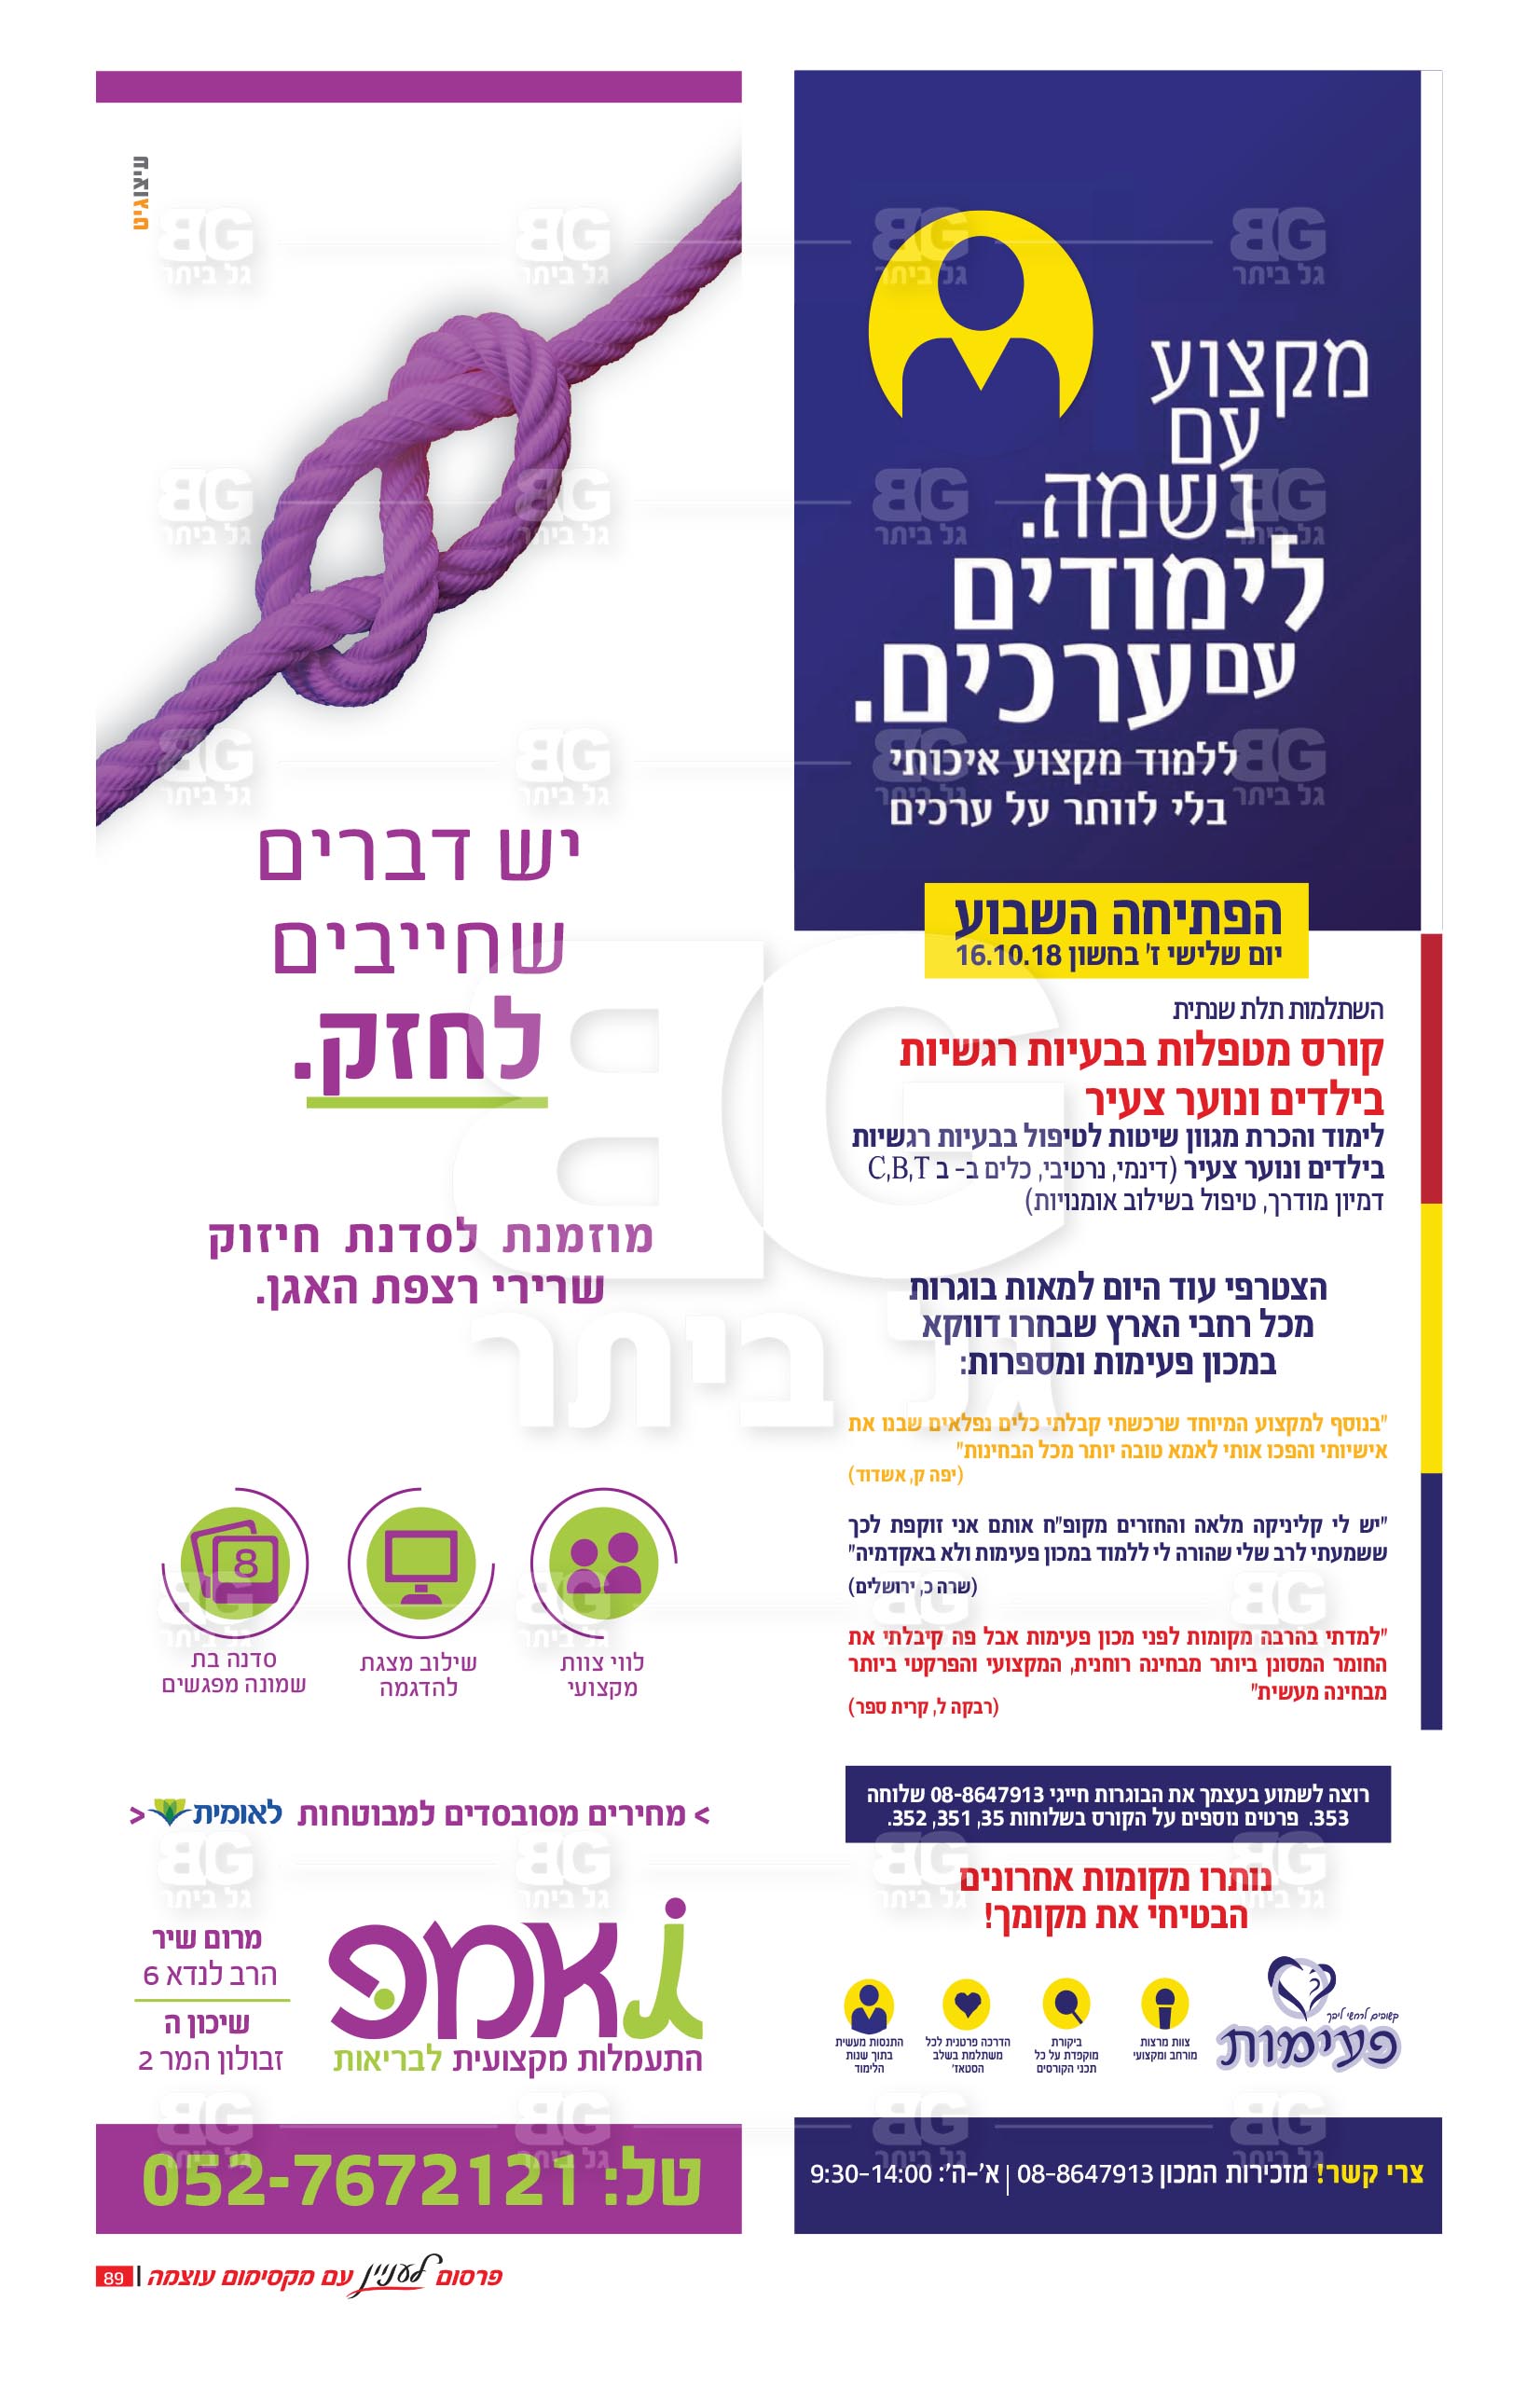 מקצוע
עם
נשמה.
לימודים
עם ערכים.
ללמוד מקצוע איכותי
בלי לוותר על ערכים
הפתיחה השבוע
יום שלישי ז' בחשון 16.10.18
השתלמות תלת שנתית
קורס מטפלות בבעיות רגשיות
בילדים ונוער צעיר
לימוד והכרת מגוון שיטות לטיפול בבעיות רגשיות
בילדים ונוער צעיר (דינמי, נרטיבי, כלים ב- ב C,B,T
דמיון מודרך, טיפול בשילוב אומנויות)
הצטרפי עוד היום למאות בוגרות
מכל רחבי הארץ שבחרו דווקא
במכון פעימות ומספרות:
"בנוסף למקצוע המיוחד שרכשתי קבלתי כלים נפלאים שבנו את
אישיותי והפכו אותי לאמא טובה יותר מכל הבחינות"
(יפה ק, אשדוד)
"יש לי קליניקה מלאה והחזרים מקופ"ח אותם אני זוקפת לכך
ששמעתי לרב שלי שהורה לי ללמוד במכון פעימות ולא באקדמיה"
(שרה כ, ירושלים)
"למדתי בהרבה מקומות לפני מכון פעימות אבל פה קיבלתי את
החומר המסונן ביותר מבחינה רוחנית, המקצועי והפרקטי ביותר
מבחינה מעשית"
(רבקה ל, קרית ספר)
רוצה לשמוע בעצמך את הבוגרות חייגי 08-8647913 שלוחה
353. פרטים נוספים על הקורס בשלוחות 35, 351, 352.
נותרו מקומות אחרונים
הבטיחי את מקומך!
קשובים לרחשי ליבך
פעימות
צוות מרצות
מורחב ומקצועי
ביקורת
מוקפדת על כל
תכני הקורסים
הדרכה פרטנית לכל
משתלמת בשלב
הסטאז'
התנסות מעשית
בתוך שנות
הלימוד
צרי קשר! מזכירות המכון 08-8647913 | א'-ה': 9:30-14:00
עיצוגיט
יש דברים
שחייבים
לחזק.
מוזמנת לסדנת חיזוק
שרירי רצפת האגן.
לווי צוות
מקצועי
שילוב מצגת
להדגמה
8
סדנה בת
שמונה מפגשים
> מחירים מסובסדים למבוטחות לאומית <
גאמפ
התעמלות מקצועית לבריאות
מרום שיר
הרב לנדא 6
שיכון ה
זבולון המר 2
טל: 052-7672121
פרסום לעניין עם מקסימום עוצמה | 89
BG
גל ביתר